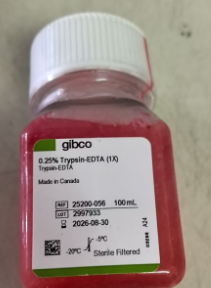 gibco
0.25% Trypsin-EDTA (1X)
Trypsin-EDTA
Made in Canada
REF 25200-056 100 mL
LOT 2997933
2026-08-30
-20°C -5°C
Sterile Filtered
A24